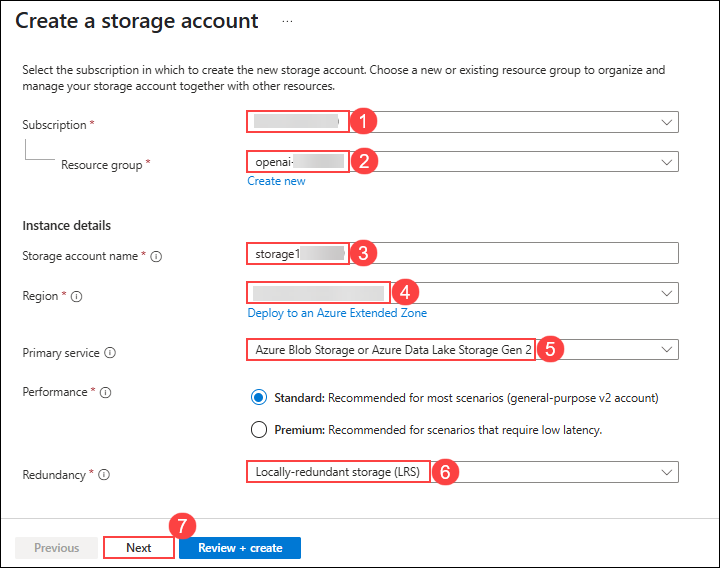 Create a storage account ...
Select the subscription in which to create the new storage account. Choose a new or existing resource group to organize and
manage your storage account together with other resources.
Subscription * 1
Resource group * openai- 2
Create new
Instance details
Storage account name * storage1 3
Region * 4
Deploy to an Azure Extended Zone
Primary service Azure Blob Storage or Azure Data Lake Storage Gen 2 5
Performance * Standard: Recommended for most scenarios (general-purpose v2 account)
Premium: Recommended for scenarios that require low latency.
Redundancy * Locally-redundant storage (LRS) 6
7
Previous Next Review + create